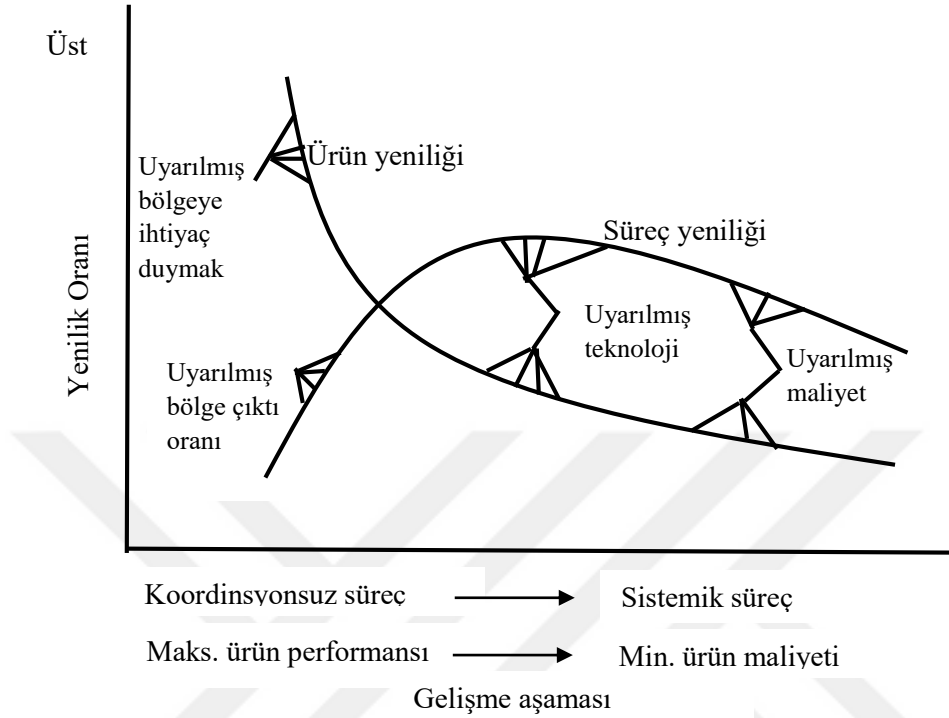 Üst
Ürün yeniliği
Uyarılmış
bölgeye
ihtiyaç
duymak
Süreç yeniliği
Yenilik Oranı
Uyarılmış
teknoloji
Uyarılmış
maliyet
Uyarılmış
bölge çıktı
oranı
Koordinsyonsuz süreç
Sistemik süreç
Maks. ürün performansı
Min. ürün maliyeti
Gelişme aşaması